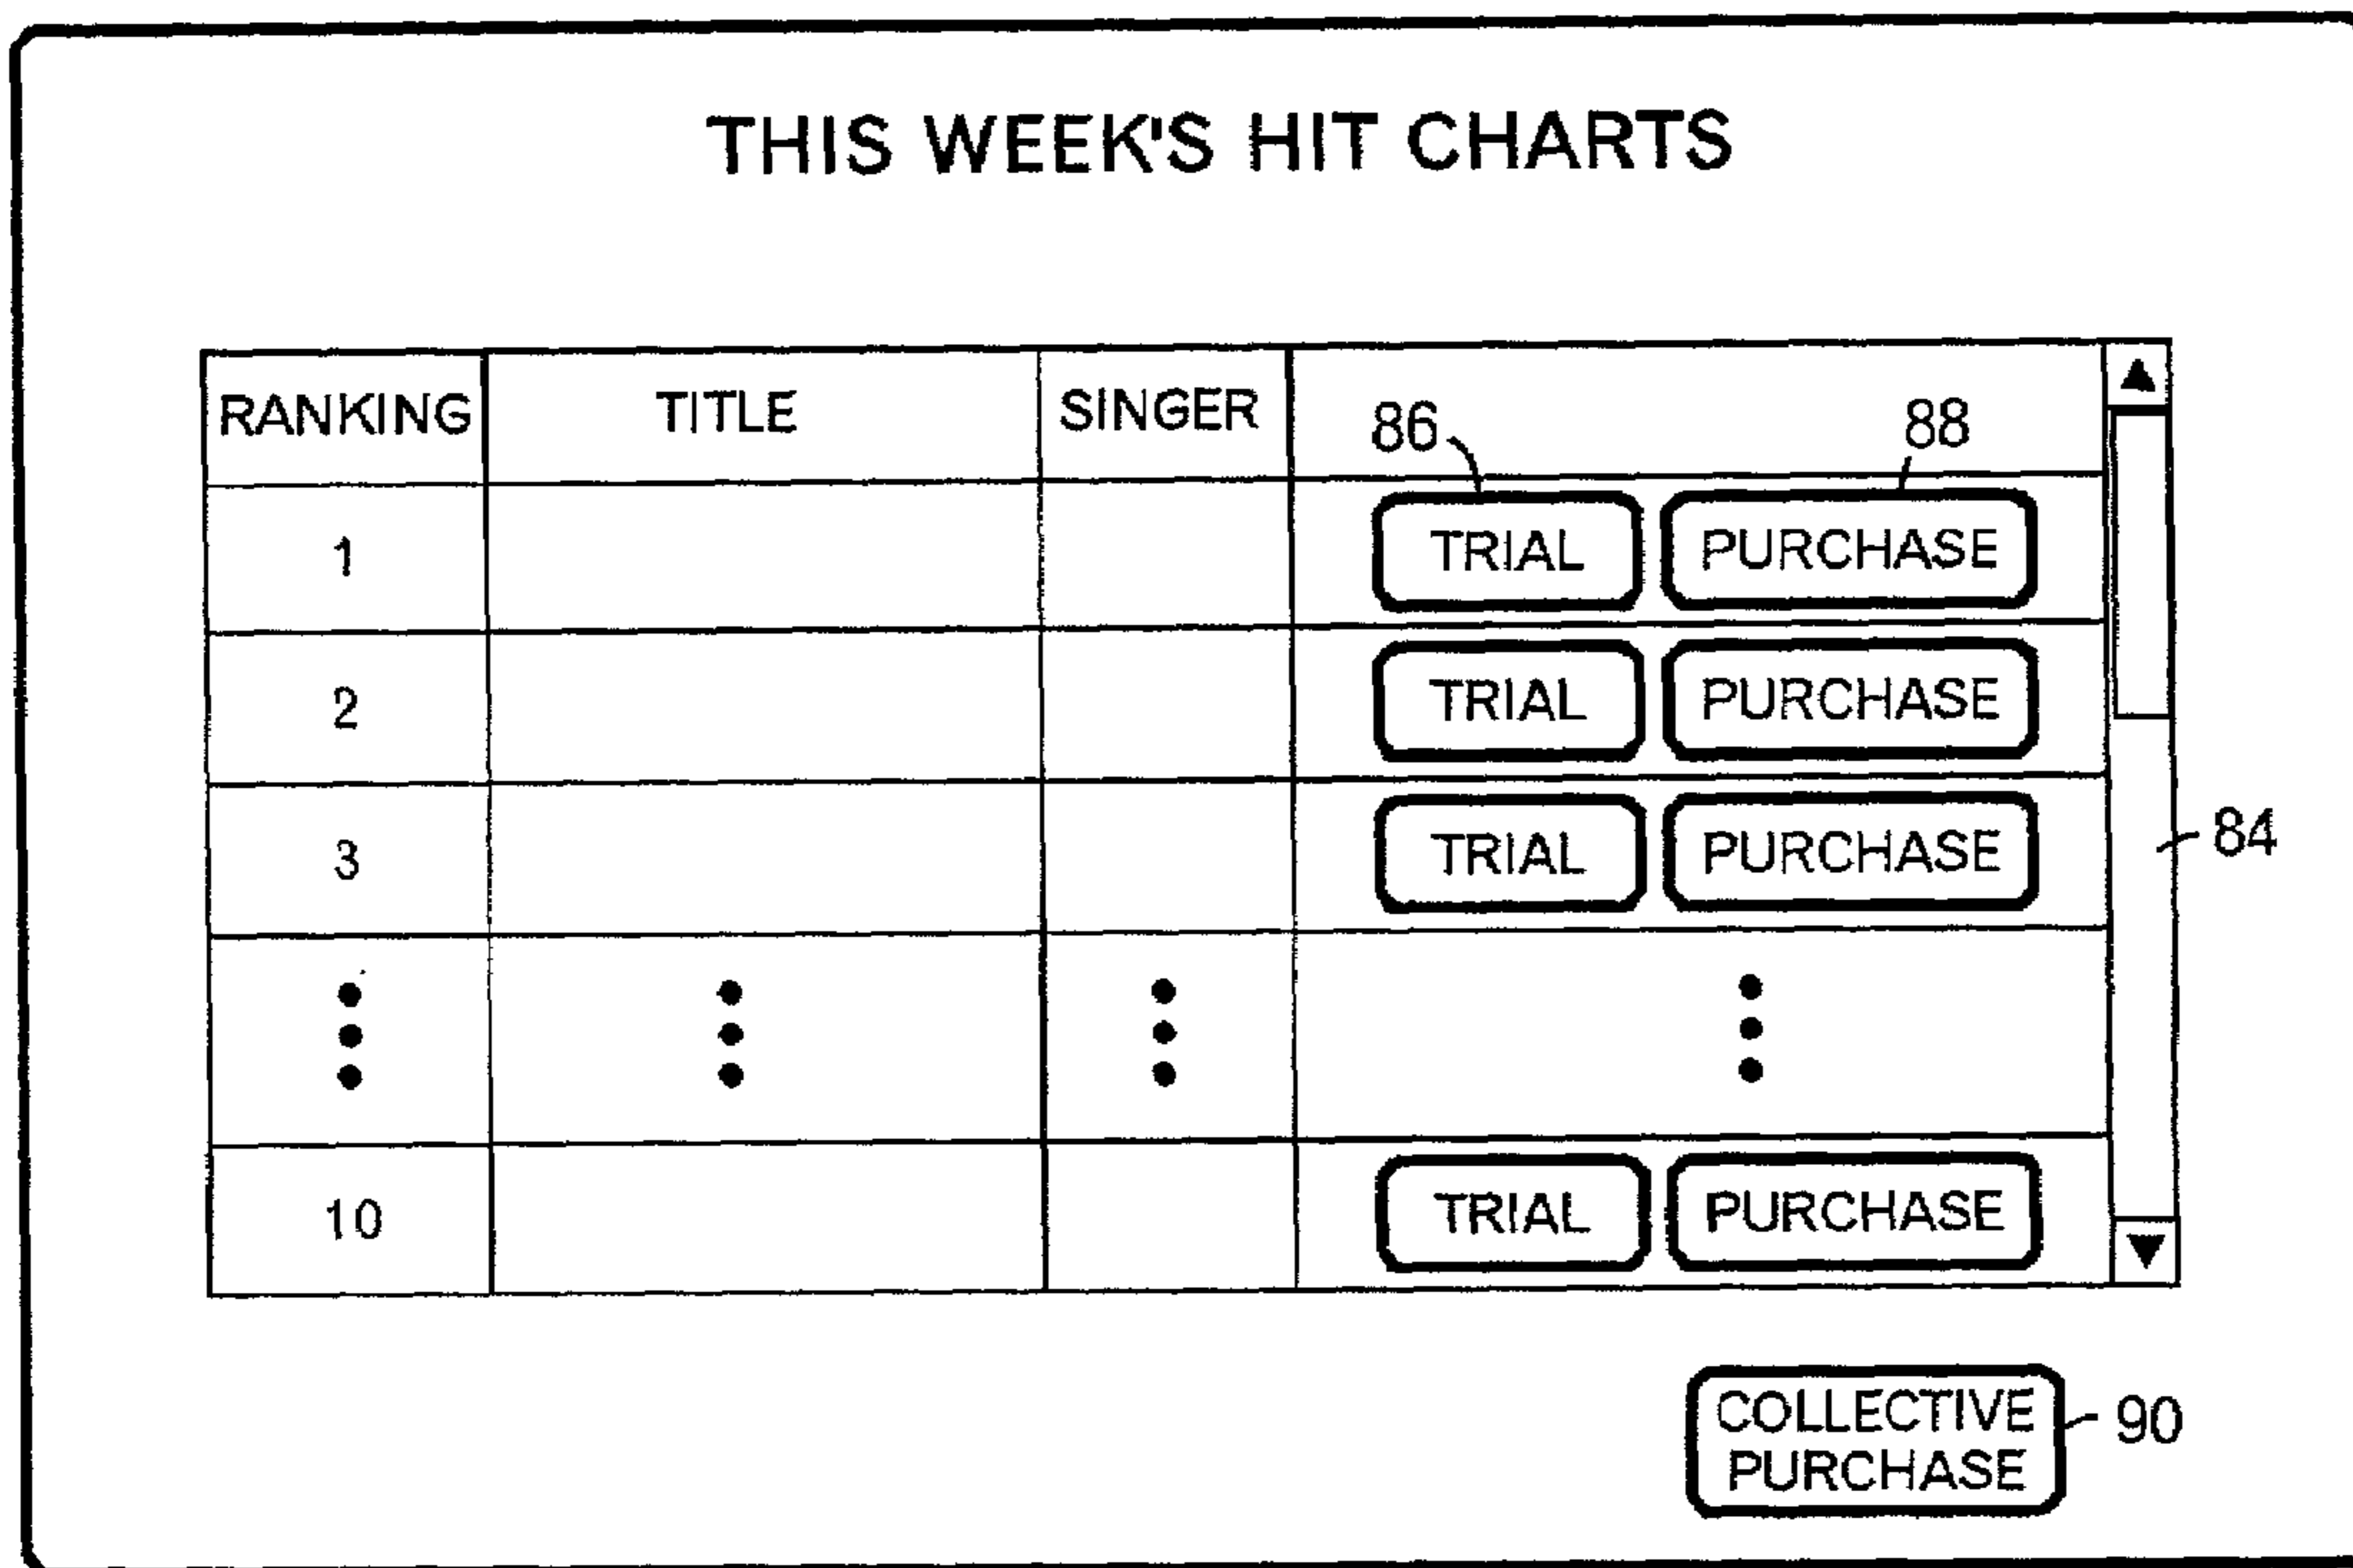 THIS WEEK'S HIT CHARTS
RANKING TITLE SINGER
86 88
1 TRIAL PURCHASE
2 TRIAL PURCHASE
3 TRIAL PURCHASE
84
10 TRIAL PURCHASE
COLLECTIVE
PURCHASE
90